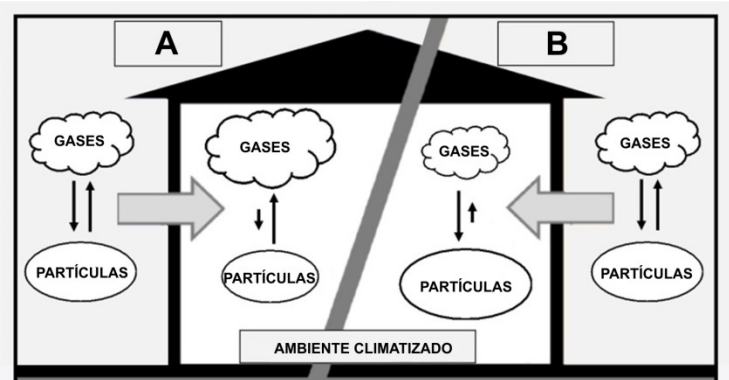 A
B
GASES
GASES
GASES
GASES
PARTÍCULAS
PARTÍCULAS
PARTÍCULAS
PARTÍCULAS
AMBIENTE CLIMATIZADO